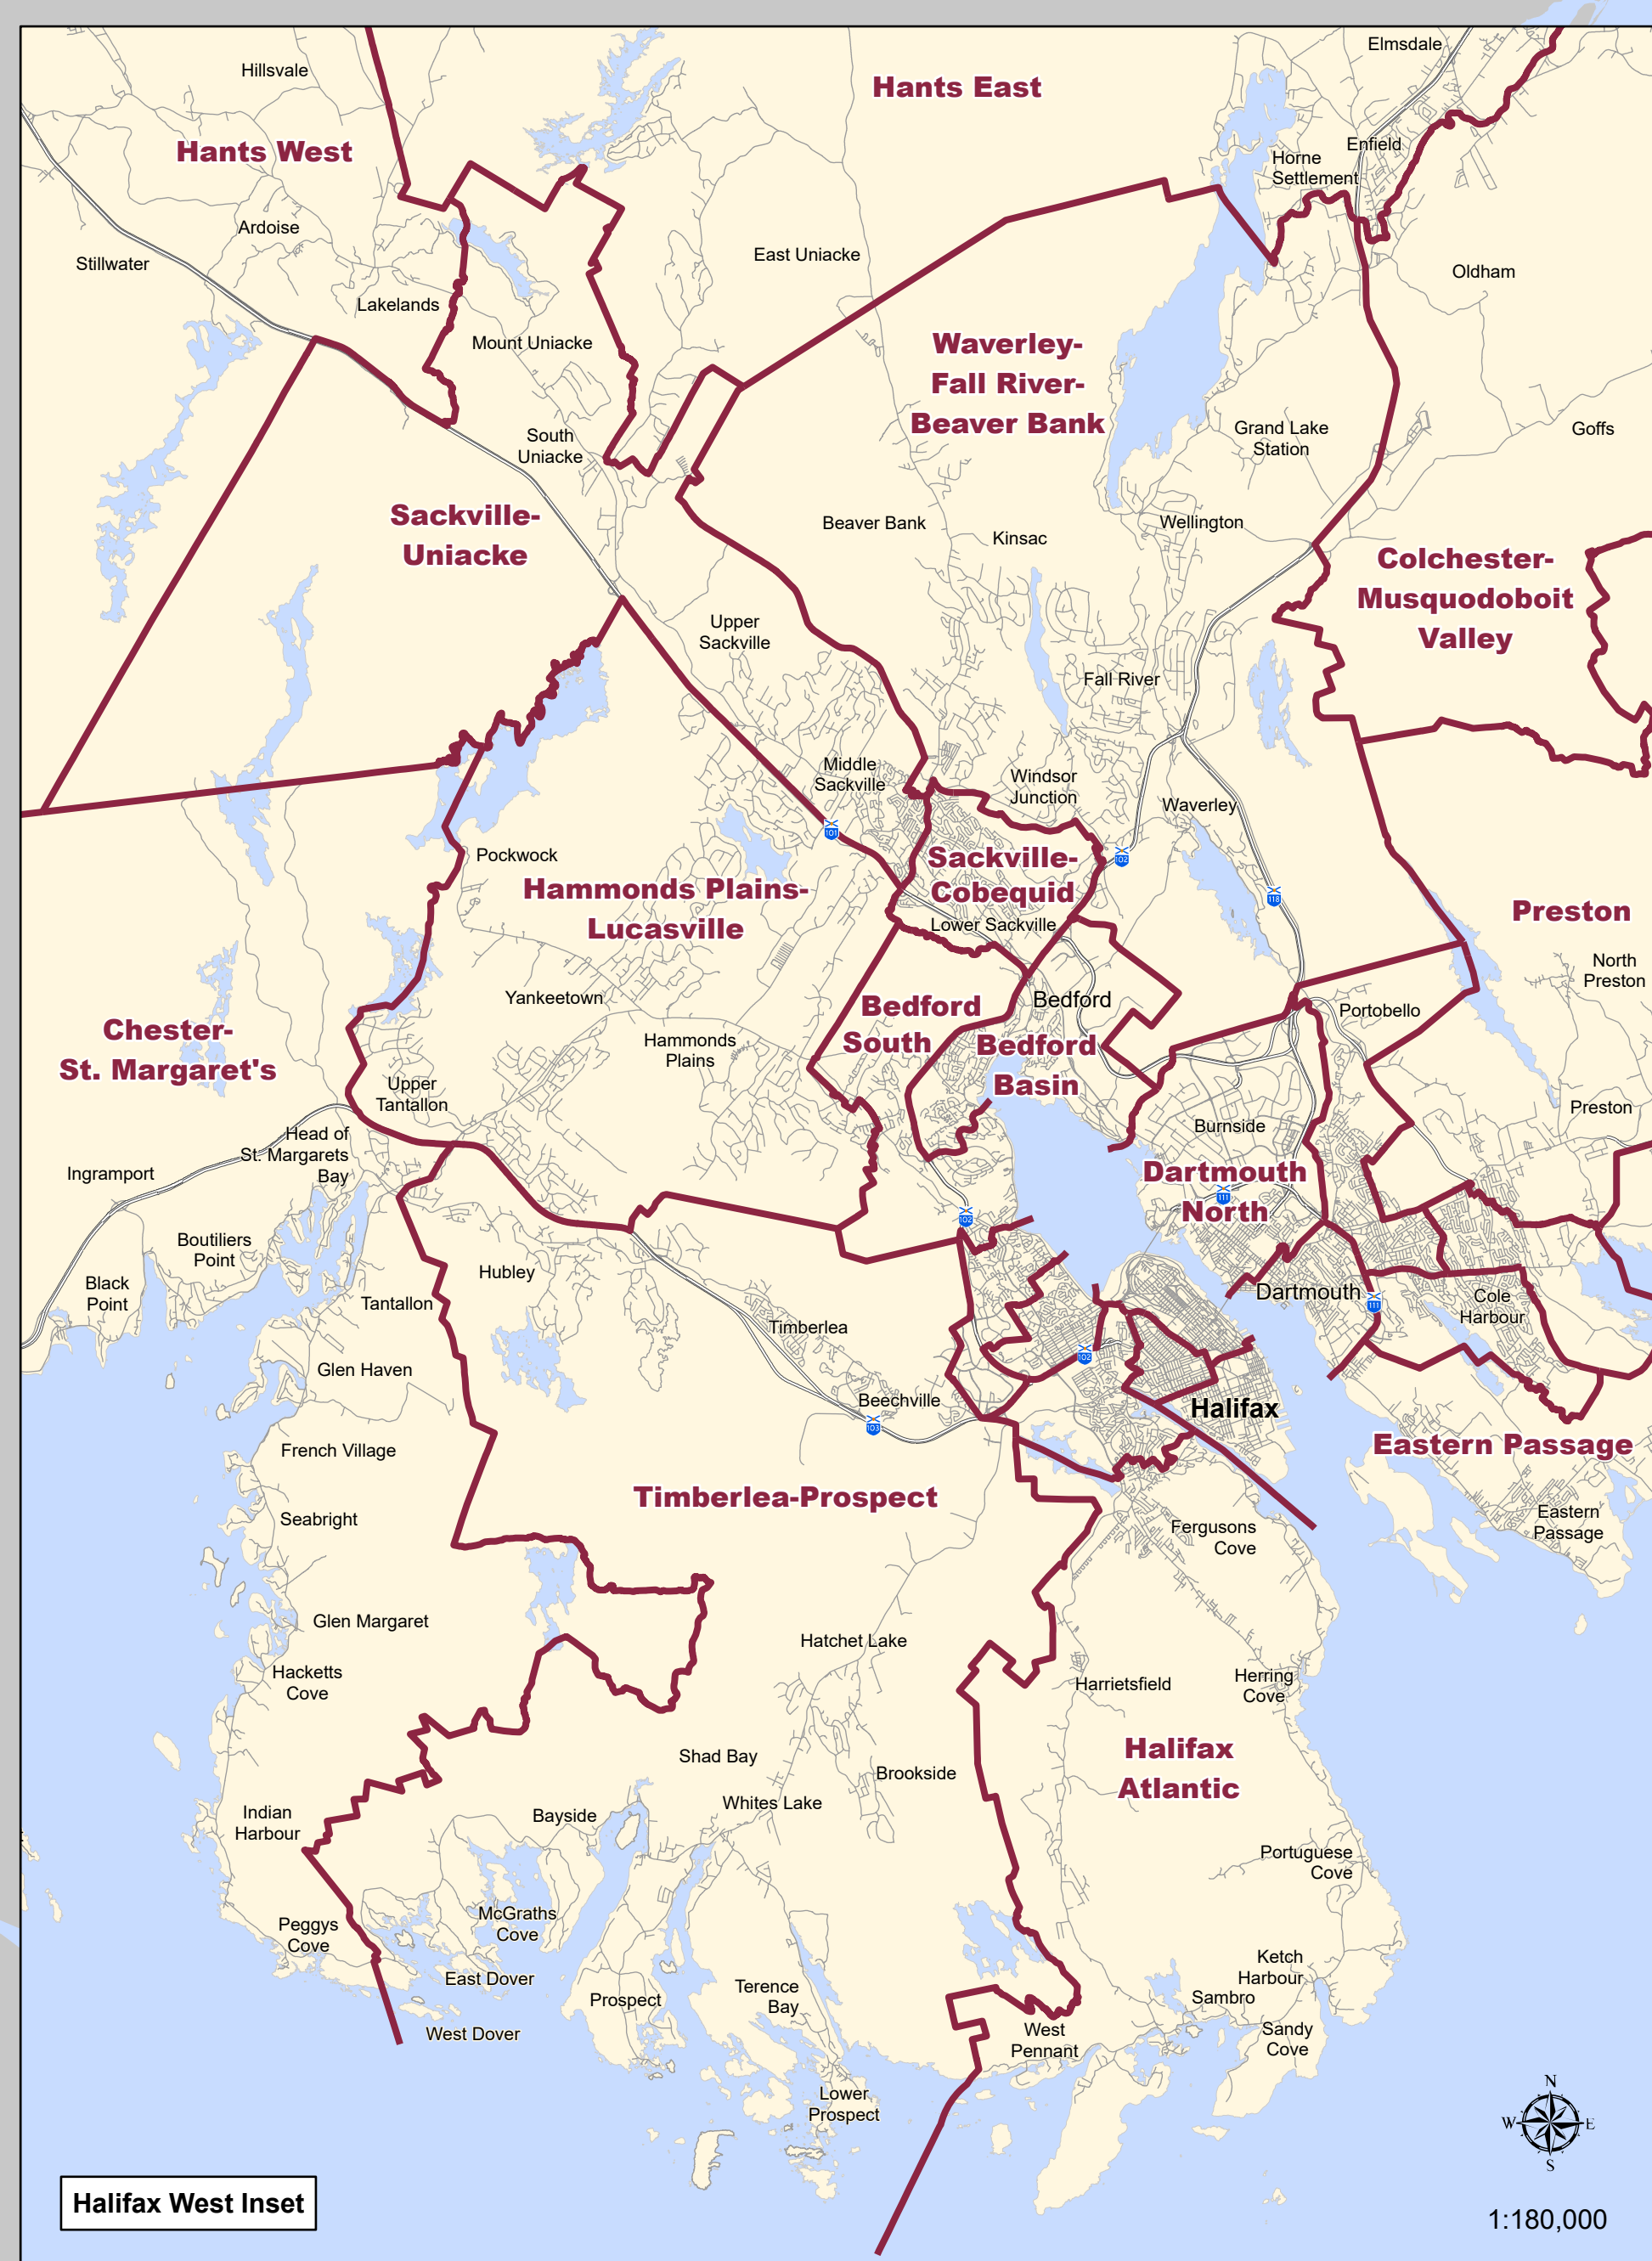 Elmsdale
Hillsvale
Hants East
Enfield
Hants West
Horne
Settlement
Ardoise
East Uniacke
Stillwater
Oldham
Lakelands
Mount Uniacke
Waverley-
Fall River-
Beaver Bank
Grand Lake
Station
Goffs
South
Uniacke
Sackville-
Uniacke
Beaver Bank
Wellington
Kinsac
Colchester-
Musquodoboit
Valley
Upper
Sackville
Fall River
Middle
Sackville
Windsor
Junction
Waverley
101
102
118
Pockwock
Sackville-
Cobequid
Hammonds Plains-
Lucasville
Lower Sackville
Preston
North
Preston
Yankeetown
Bedford
Bedford
South
Portobello
Chester-
St. Margaret's
Hammonds
Plains
Bedford
Basin
Upper
Tantallon
Preston
Burnside
Head of
St. Margarets
Bay
Ingramport
Dartmouth
North
111
102
Boutiliers
Point
Hubley
Black
Point
Tantallon
Dartmouth
111
Cole
Harbour
Timberlea
102
Glen Haven
Beechville
Halifax
103
French Village
Eastern Passage
Timberlea-Prospect
Seabright
Fergusons
Cove
Eastern
Passage
Glen Margaret
Hatchet Lake
Hacketts
Cove
Harrietsfield
Herring
Cove
Shad Bay
Halifax
Atlantic
Brookside
Whites Lake
Indian
Harbour
Bayside
Portuguese
Cove
McGraths
Cove
Peggys
Cove
East Dover
Ketch
Harbour
Terence
Bay
Prospect
Sambro
West Dover
West
Pennant
Sandy
Cove
Lower
Prospect
N
W
E
S
Halifax West Inset
1:180,000